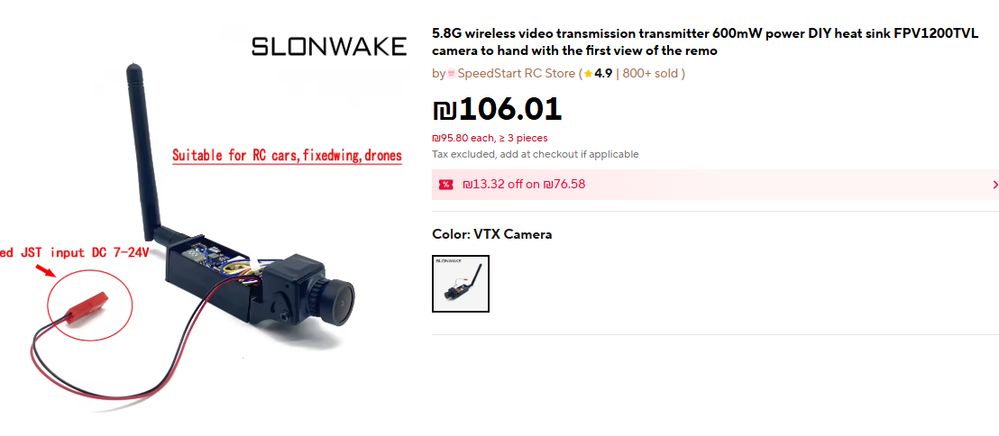 SLONWAKE
Suitable for RC cars,fixedwing,drones
ed JST input DC 7-24V
5.8G wireless video transmission transmitter 600mW power DIY heat sink FPV1200TVL
camera to hand with the first view of the remo
by SpeedStart RC Store ( 4.9 | 800+ sold )
₪106.01
₪95.80 each, ≥ 3 pieces
Tax excluded, add at checkout if applicable
% ₪13.32 off on ₪76.58 >
Color: VTX Camera
SLONWAKE